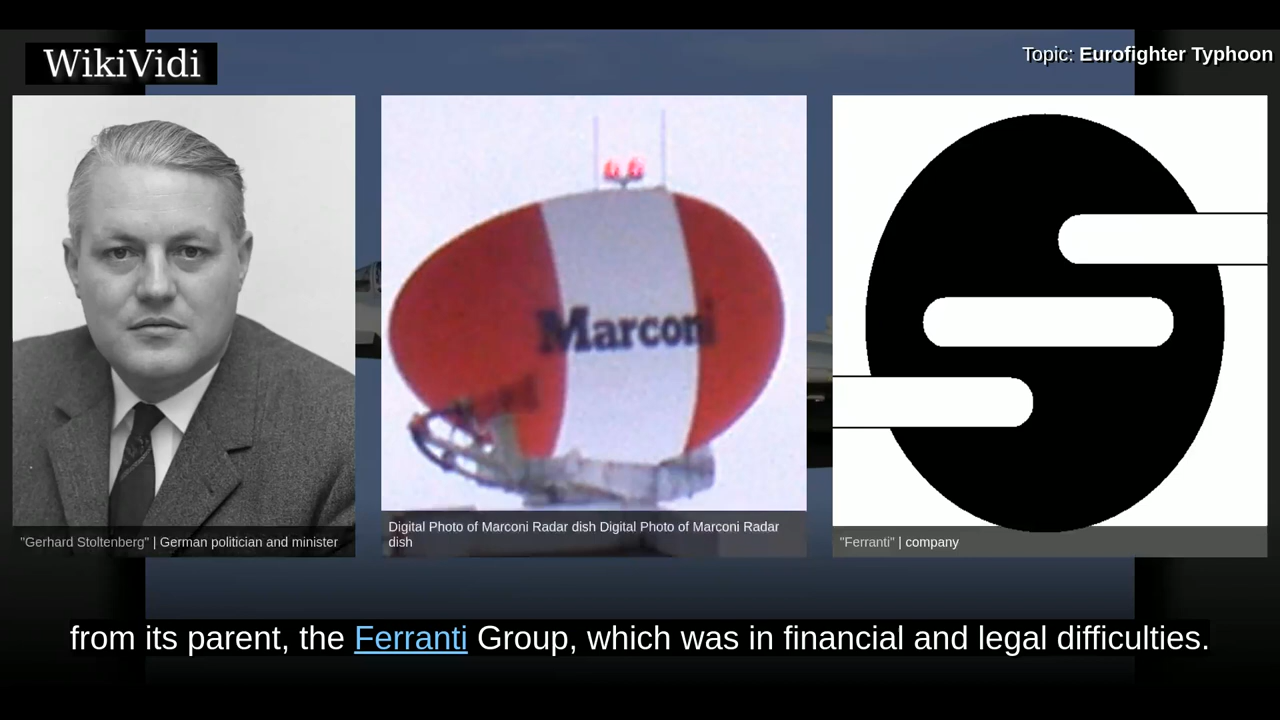 WikiVidi
Topic: Eurofighter Typhoon
Marconi
"Gerhard Stoltenberg" | German politician and minister
Digital Photo of Marconi Radar dish Digital Photo of Marconi Radar
dish
"Ferranti" | company
from its parent, the Ferranti Group, which was in financial and legal difficulties.